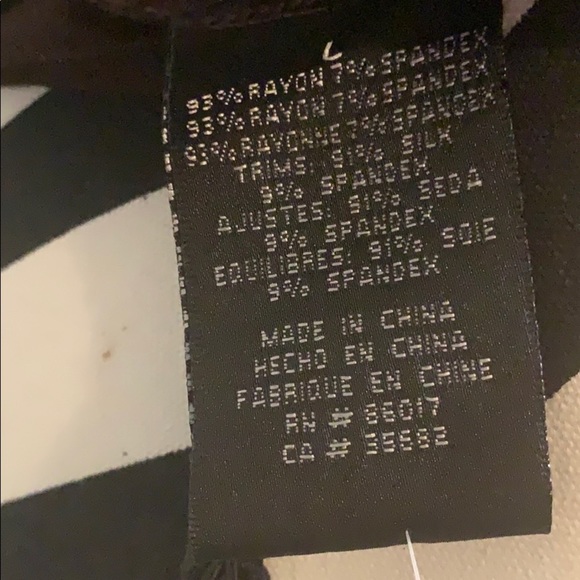 L
93% RAYON 7% SPANDEX
93% RAYON 7% SPANDEX
93% RAYONNE 7% SPANDEX
TRIMS: 91% SILK
9% SPANDEX
AJUSTES: 91% SEDA
9% SPANDEX
EQUILIBRES: 91% SOIE
9% SPANDEX
MADE IN CHINA
HECHO EN CHINA
FABRIQUE EN CHINE
RN #
CA #